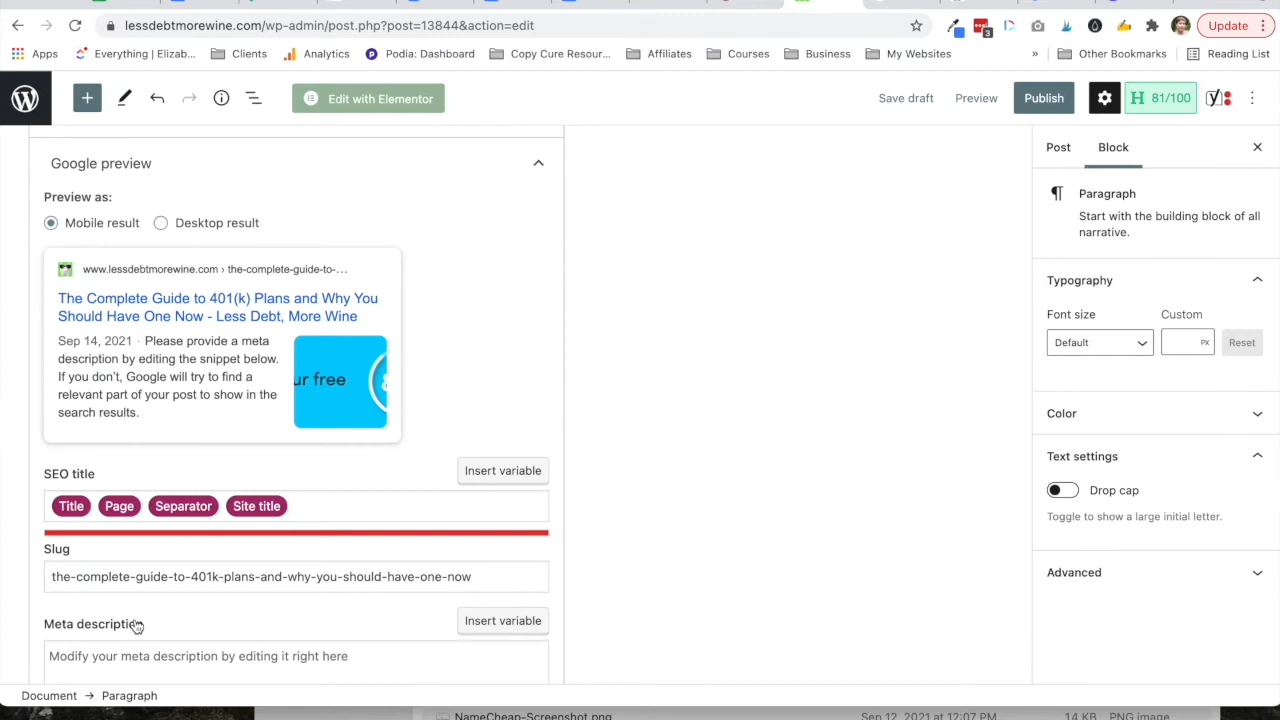 lessdebtmorewine.com/wp-admin/post.php?post=13844&action=edit
3
Update
Apps
Everything | Elizab...
Clients
Analytics
Podia: Dashboard
Copy Cure Resour...
Affiliates
Courses
Business
My Websites
»
Other Bookmarks
Reading List
Edit with Elementor
Save draft
Preview
Publish
H 81/100
Google preview
Preview as:
Mobile result
Desktop result
www.lessdebtmorewine.com › the-complete-guide-to-…
The Complete Guide to 401(k) Plans and Why You
Should Have One Now - Less Debt, More Wine
Sep 14, 2021 · Please provide a meta
description by editing the snippet below.
If you don't, Google will try to find a
relevant part of your post to show in the
search results.
ur free
SEO title
Insert variable
Title
Page
Separator
Site title
Slug
the-complete-guide-to-401k-plans-and-why-you-should-have-one-now
Meta description
Insert variable
Modify your meta description by editing it right here
Document → Paragraph
Post
Block
Paragraph
Start with the building block of all
narrative.
Typography
Font size
Custom
Default
PX
Reset
Color
Text settings
Drop cap
Toggle to show a large initial letter.
Advanced
NameCheap-Screenshot.png
Sep 12, 2021 at 12:07 PM
14 KB
PNG image